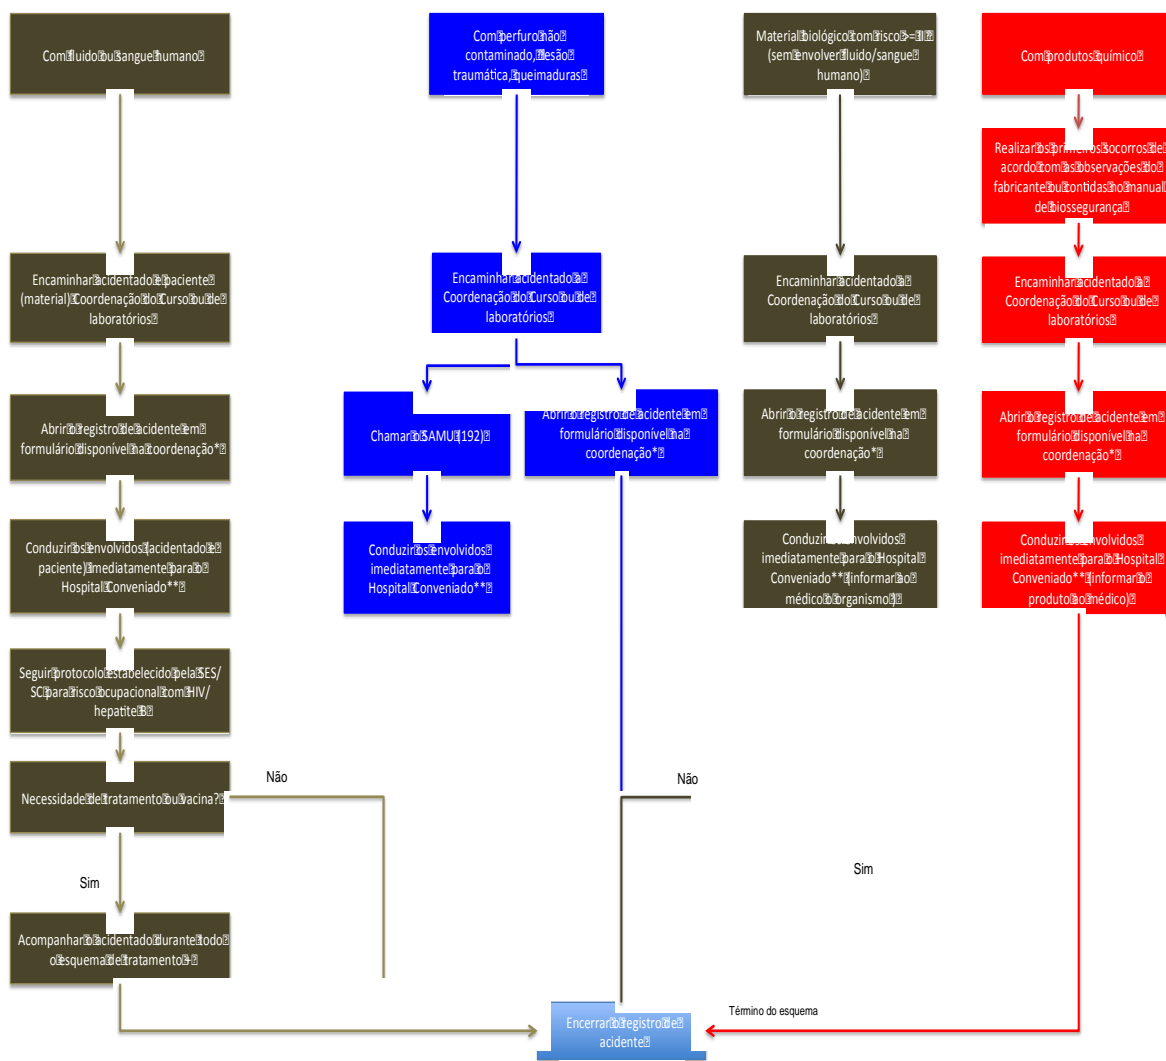 Com fluido ou sangue humano
Com perfuro não
contaminado, lesão
traumática, queimaduras
Material biológico com risco >= II
(sem envolver fluido/sangue
humano)
Com produtos químico
Realizar os primeiros socorros de
acordo com as observações do
fabricante ou contidas no manual
de biossegurança
Encaminhar acidentado e paciente
(material) Coordenação do Curso ou de
laboratórios
Encaminhar acidentado a
Coordenação do Curso ou de
laboratórios
Encaminhar acidentado a
Coordenação do Curso ou de
laboratórios
Encaminhar acidentado a
Coordenação do Curso ou de
laboratórios
Abrir o registro de acidente em
formulário disponível na coordenação*
Chamar o SAMU (192)
Abrir o registro de acidente em
formulário disponível na
coordenação*
Abrir o registro de acidente em
formulário disponível na
coordenação*
Abrir o registro de acidente em
formulário disponível na
coordenação*
Conduzir os envolvidos (acidentado e
paciente) imediatamente para o
Hospital Conveniado**
Conduzir os envolvidos
imediatamente para o
Hospital Conveniado**
Conduzir envolvidos
imediatamente para o Hospital
Conveniado** (informar ao
médico o organismo)
Conduzir envolvidos
imediatamente para o Hospital
Conveniado** (informar o
produto ao médico)
Seguir protocolo estabelecido pela SES/
SC para risco ocupacional com HIV/
hepatite B
Necessidade de tratamento ou vacina?
Não
Não
Sim
Sim
Acompanhar o acidentado durante todo
o esquema de tratamento +
Término do esquema
Encerrar o registro de
acidente